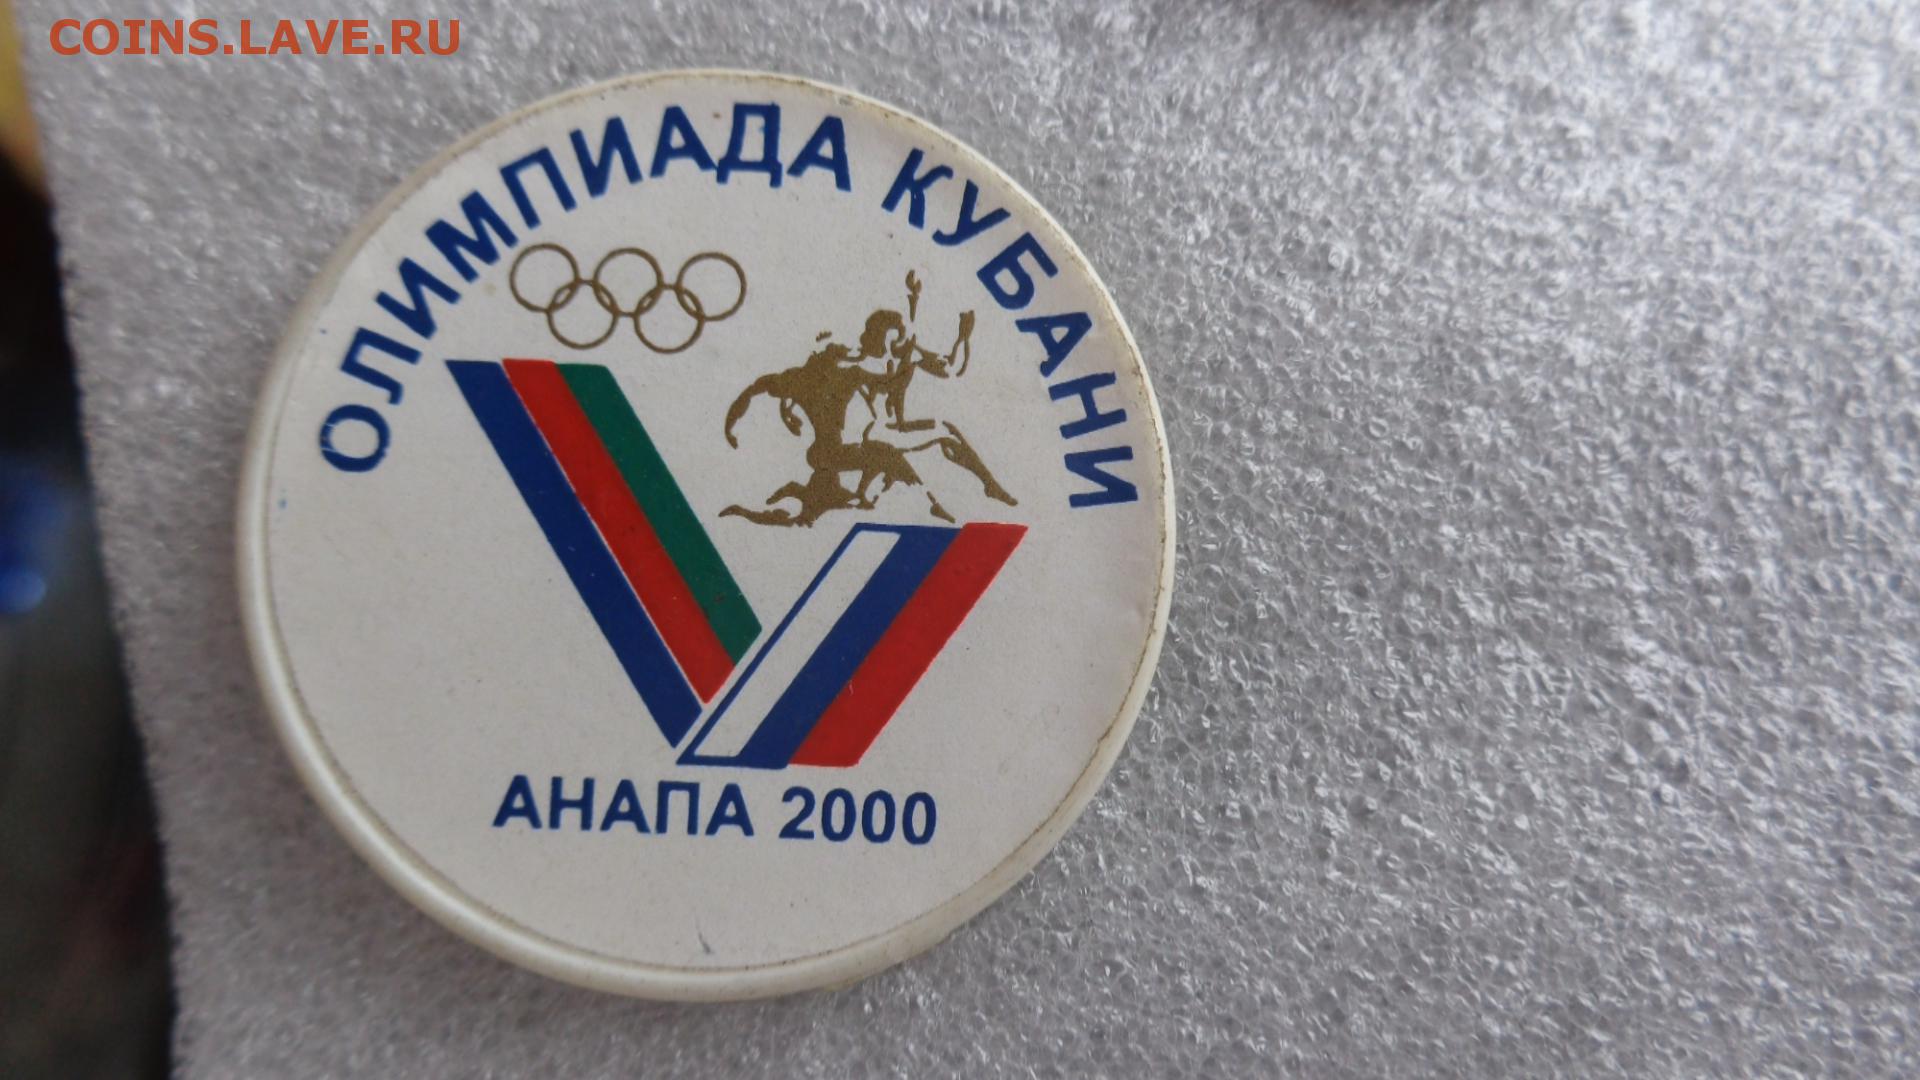 COINS.LAVE.RU
ОЛИМПИАДА КУБАНИ
АНАПА 2000